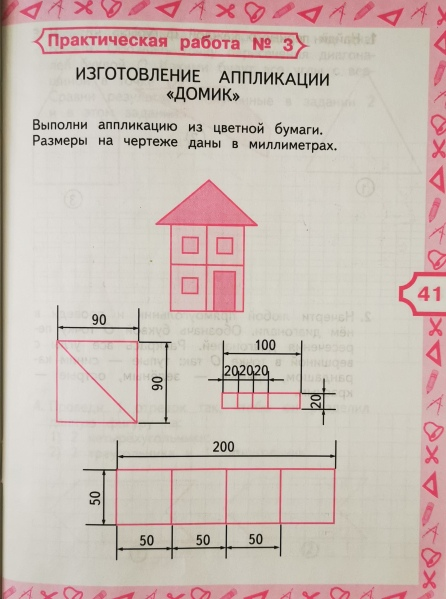 Практическая работа № 3
ИЗГОТОВЛЕНИЕ АППЛИКАЦИИ
«ДОМИК»
Выполни аппликацию из цветной бумаги.
Размеры на чертеже даны в миллиметрах.
41
90
90
100
20 20 20
20
200
50
50 50 50